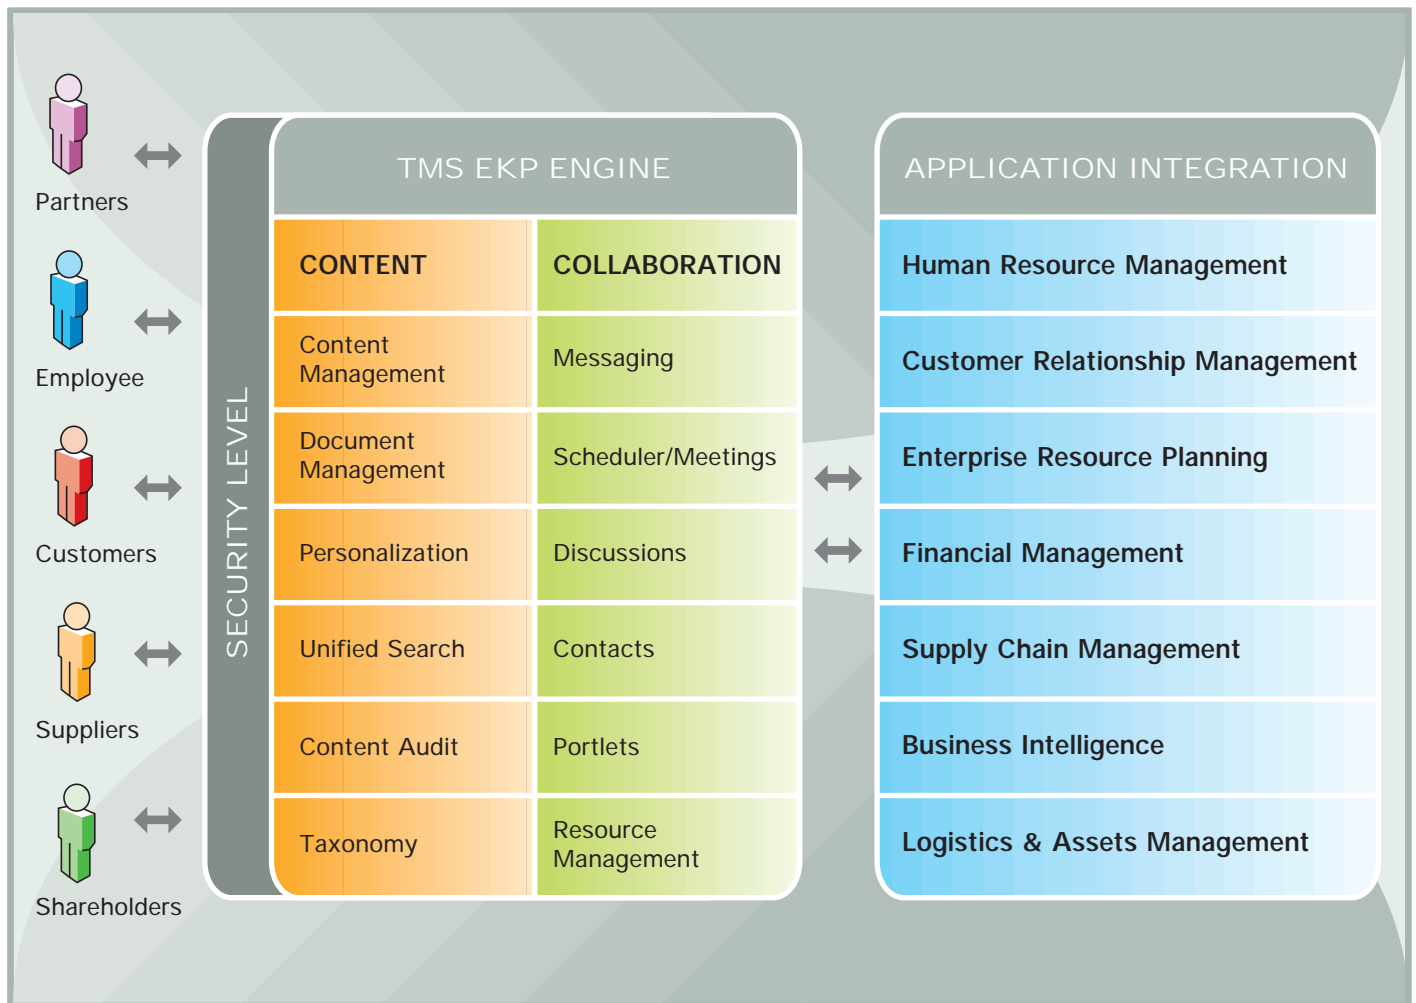 Partners
Employee
Customers
Suppliers
Shareholders
SECURITY LEVEL
TMS EKP ENGINE
CONTENT
Content
Management
Document
Management
Personalization
Unified Search
Content Audit
Taxonomy
COLLABORATION
Messaging
Scheduler/Meetings
Discussions
Contacts
Portlets
Resource
Management
APPLICATION INTEGRATION
Human Resource Management
Customer Relationship Management
Enterprise Resource Planning
Financial Management
Supply Chain Management
Business Intelligence
Logistics & Assets Management